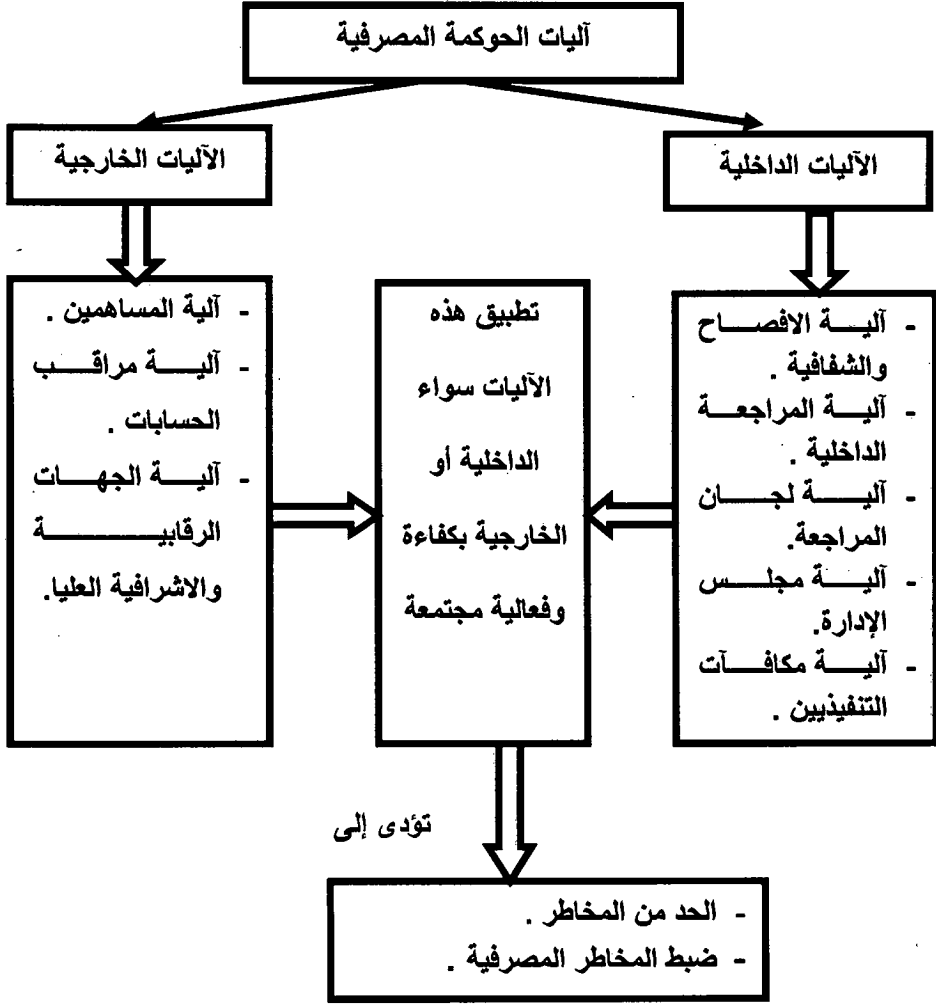 آليات الحوكمة المصرفية
الآليات الداخلية
الآليات الخارجية
- آلية الافصاح
والشفافية .
- آلية المراجعة
الداخلية .
- آلية لجان
المراجعة.
- آلية مجلس
الإدارة.
- آلية مكافآت
التنفيذيين .
تطبيق هذه
الآليات سواء
الداخلية أو
الخارجية بكفاءة
وفعالية مجتمعة
- آلية المساهمين .
- آلية مراقب
الحسابات .
- آلية الجهات
الرقابية
والاشرافية العليا.
تؤدى إلى
- الحد من المخاطر .
- ضبط المخاطر المصرفية .